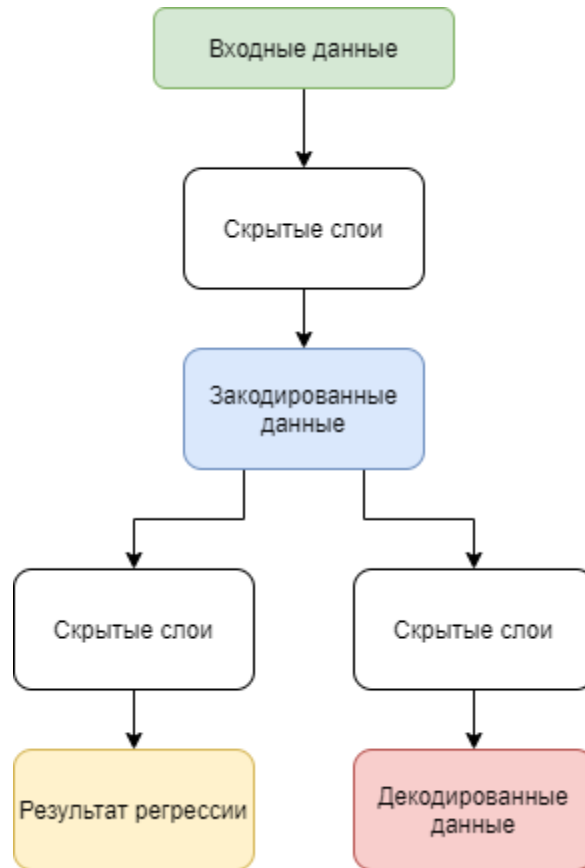 Входные данные
Скрытые слои
Закодированные
данные
Скрытые слои
Скрытые слои
Результат регрессии
Декодированные
данные